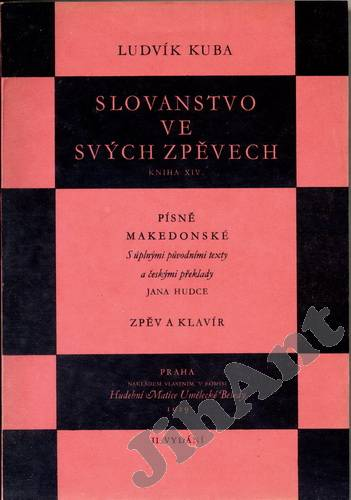 LUDVÍK KUBA
SLOVANSTVO
VE
SVÝCH ZPĚVECH
KNIHA XIV.
PÍSNĚ
MAKEDONSKÉ
S úplnými původními texty
a českými překlady
JANA HUDCE
ZPĚV A KLAVÍR
PRAHA
NÁKLADEM VLASTNÍM, V KOMISI
Hudební Matice Umělecké Besedy
II. VYDÁNÍ
JinAnt